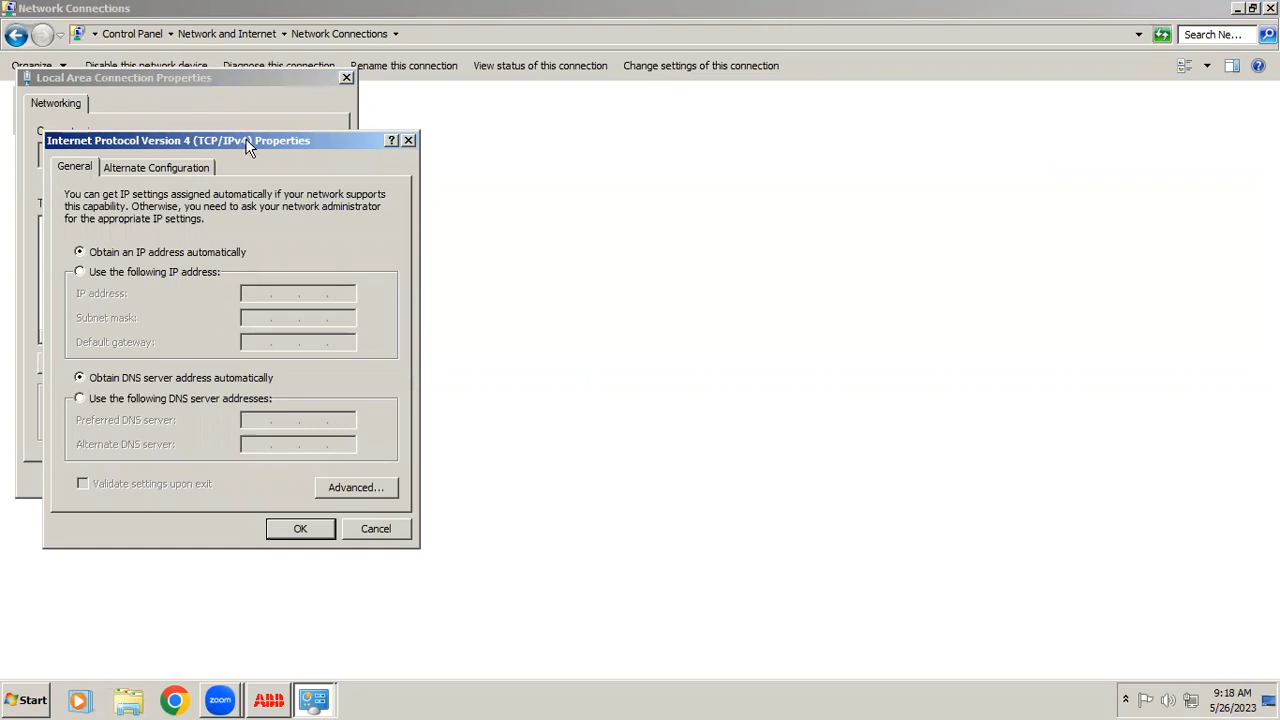 Network Connections
Control Panel Network and Internet Network Connections
Search Ne...
Organize Disable this network device Diagnose this connection Rename this connection View status of this connection Change settings of this connection
Local Area Connection Properties
Networking
Internet Protocol Version 4 (TCP/IPv4) Properties
General Alternate Configuration
You can get IP settings assigned automatically if your network supports
this capability. Otherwise, you need to ask your network administrator
for the appropriate IP settings.
Obtain an IP address automatically
Use the following IP address:
IP address:
Subnet mask:
Default gateway:
Obtain DNS server address automatically
Use the following DNS server addresses:
Preferred DNS server:
Alternate DNS server:
Validate settings upon exit
Advanced...
OK Cancel
Start
zoom
ABB
9:18 AM
5/26/2023